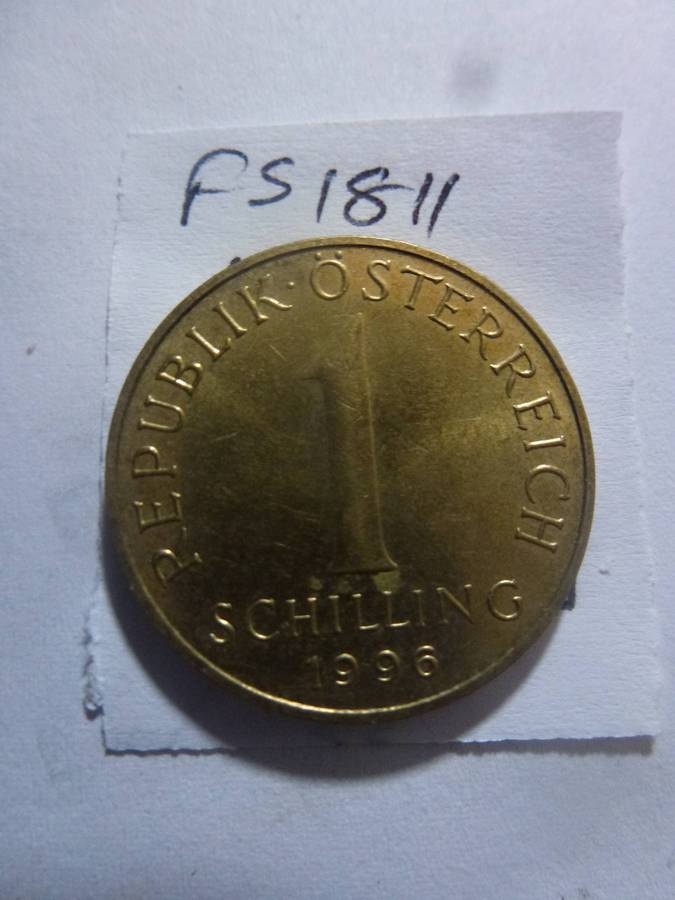 FS1811
REPUBLIK · ÖSTERREICH
1
SCHILLING
1996